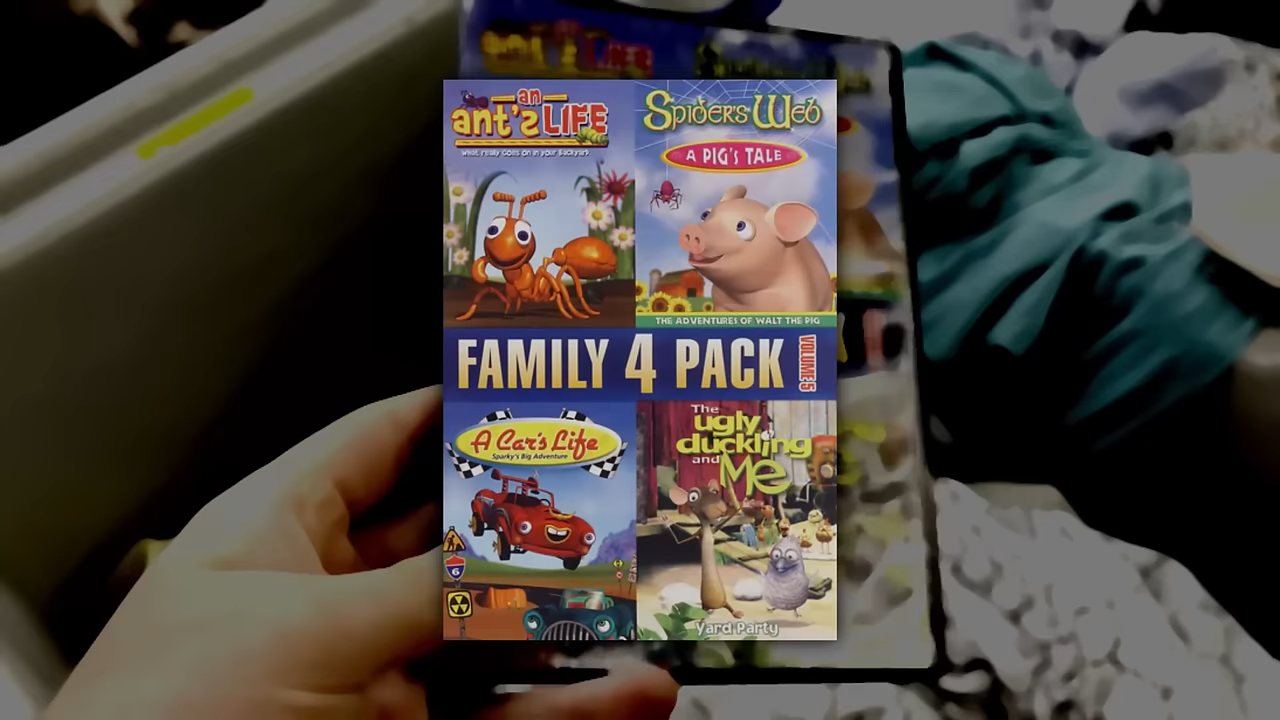 an
ant'z LIFE
What really goes on in your backyard
Spider's Web
A PIG'S TALE
THE ADVENTURES OF WALT THE PIG
FAMILY 4 PACK
VOLUME 5
A Car's Life
Sparky's Big Adventure
6
The
ugly
duckling
and
Me
Yard Party